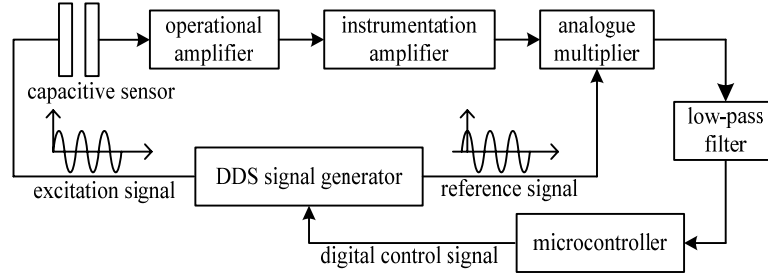 operational
amplifier
instrumentation
amplifier
analogue
multiplier
capacitive sensor
low-pass
filter
excitation signal
DDS signal generator
reference signal
digital control signal
microcontroller